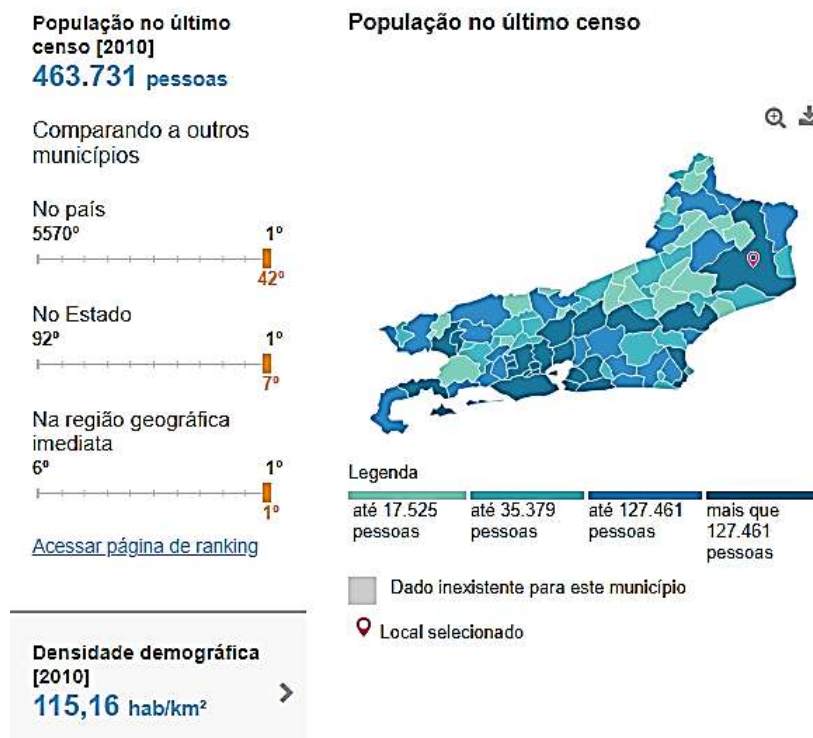 População no último
censo [2010]
463.731 pessoas
Comparando a outros
municípios
No país
5570º 1º
42º
No Estado
92º 1º
7º
Na região geográfica
imediata
6º 1º
1º
Acessar página de ranking
Densidade demográfica
[2010]
115,16 hab/km²
População no último censo
Legenda
até 17.525
pessoas
até 35.379
pessoas
até 127.461
pessoas
mais que
127.461
pessoas
Dado inexistente para este município
Local selecionado